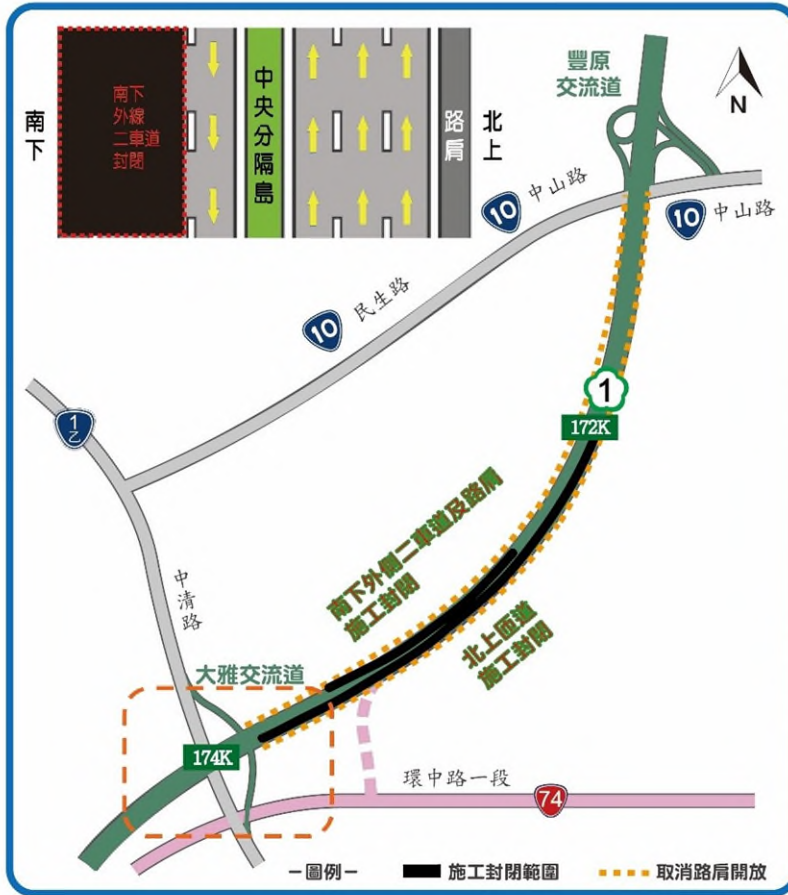 南下
南下
外線
二車道
封閉
中央分隔島
路肩
北上
豐原
交流道
N
10
中山路
10
中山路
10
民生路
1
172K
1乙
南下外側二車道及路肩
施工封閉
北上匝道
施工封閉
中清路
大雅交流道
174K
環中路一段
74
-圖例-
施工封閉範圍
取消路肩開放